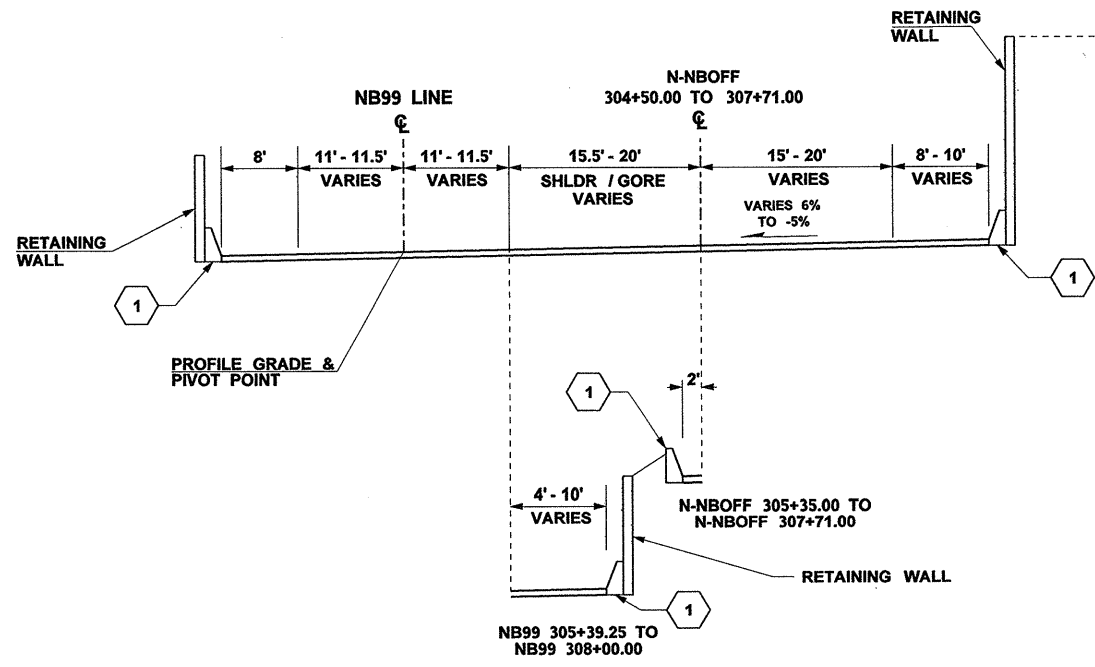 RETAINING
WALL
N-NBOFF
304+50.00 TO 307+71.00
℄
NB99 LINE
℄
8'
11' - 11.5'
VARIES
11' - 11.5'
VARIES
15.5' - 20'
SHLDR / GORE
VARIES
15' - 20'
VARIES
8' - 10'
VARIES
VARIES 6%
TO -5%
RETAINING
WALL
1
1
PROFILE GRADE &
PIVOT POINT
1
2'
4' - 10'
VARIES
N-NBOFF 305+35.00 TO
N-NBOFF 307+71.00
RETAINING WALL
1
NB99 305+39.25 TO
NB99 308+00.00